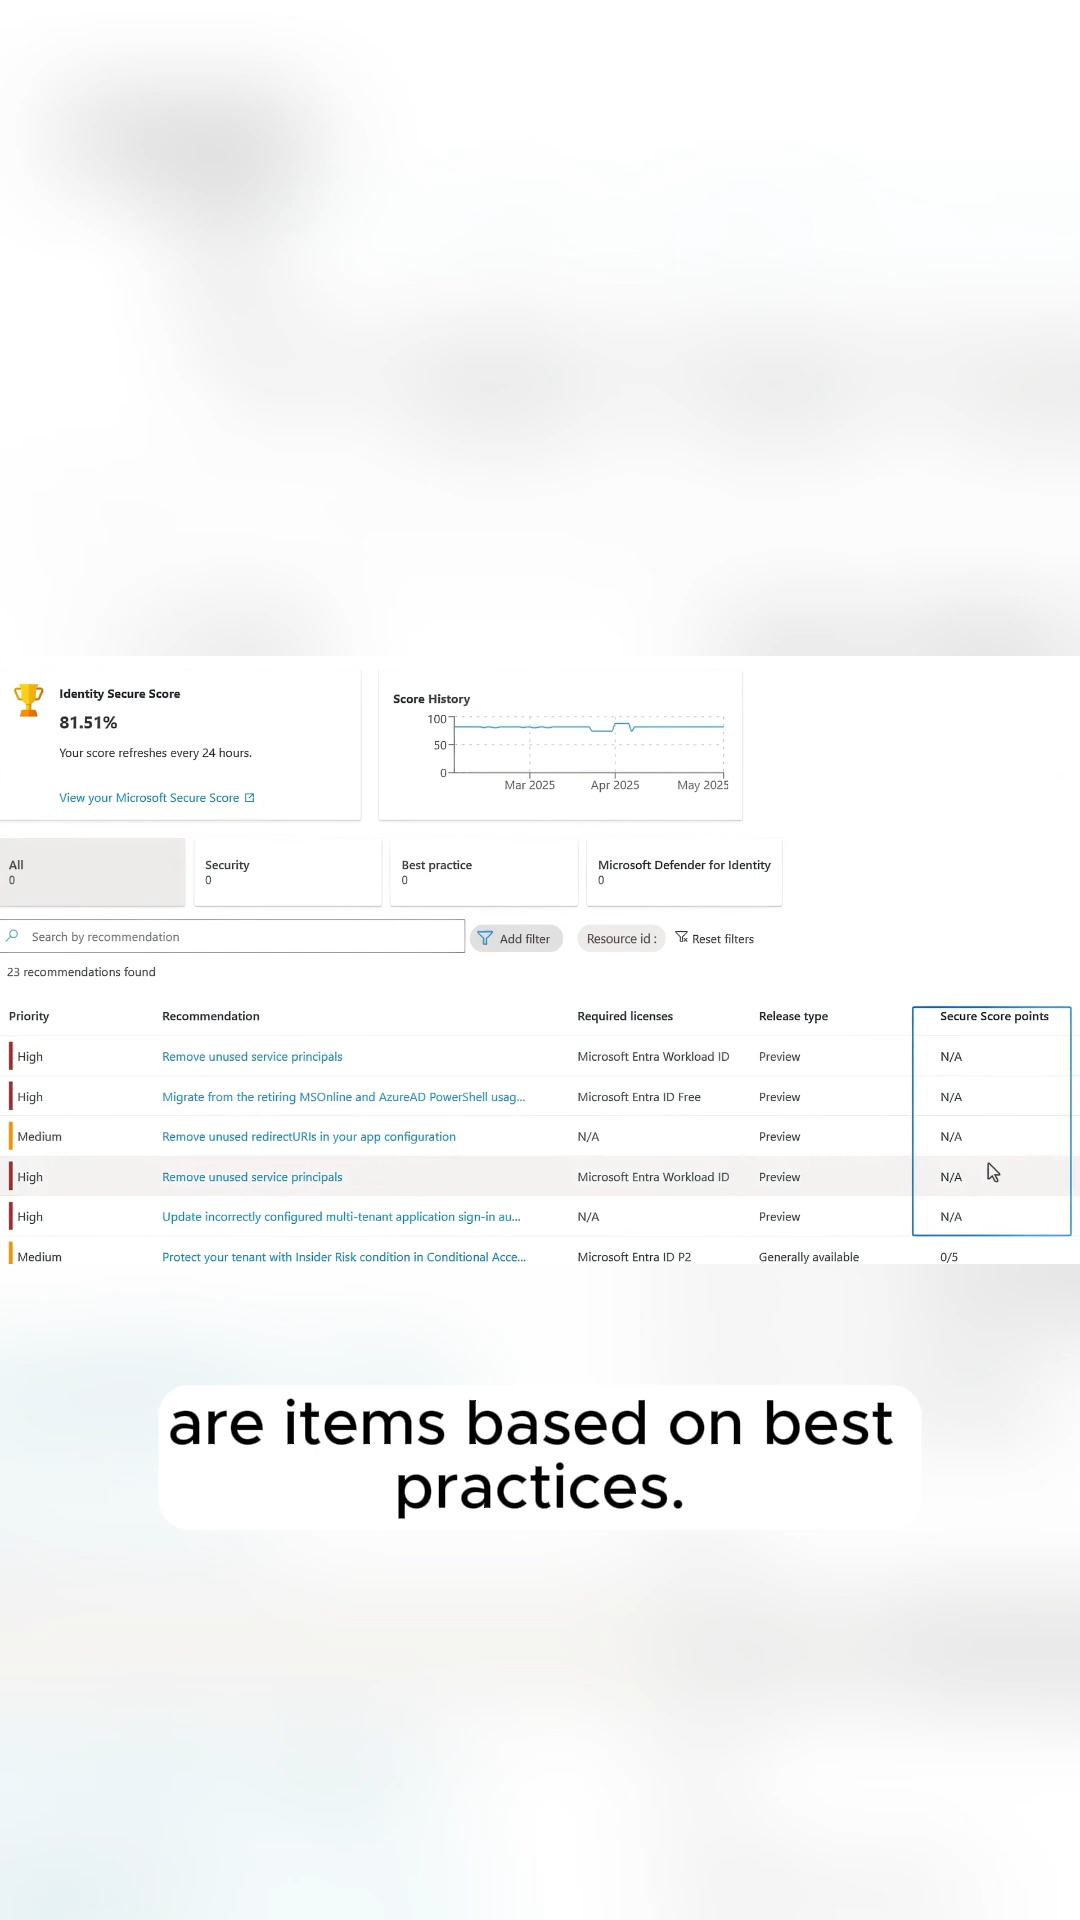 Identity Secure Score
81.51%
Your score refreshes every 24 hours.
View your Microsoft Secure Score
Score History
100
50
0
Mar 2025 Apr 2025 May 2025
All
0
Security
0
Best practice
0
Microsoft Defender for Identity
0
Search by recommendation
Add filter
Resource id :
Reset filters
23 recommendations found
Priority Recommendation Required licenses Release type Secure Score points
High Remove unused service principals Microsoft Entra Workload ID Preview N/A
High Migrate from the retiring MSOnline and AzureAD PowerShell usag... Microsoft Entra ID Free Preview N/A
Medium Remove unused redirectURIs in your app configuration N/A Preview N/A
High Remove unused service principals Microsoft Entra Workload ID Preview N/A
High Update incorrectly configured multi-tenant application sign-in au... N/A Preview N/A
Medium Protect your tenant with Insider Risk condition in Conditional Acce... Microsoft Entra ID P2 Generally available 0/5
are items based on best
practices.